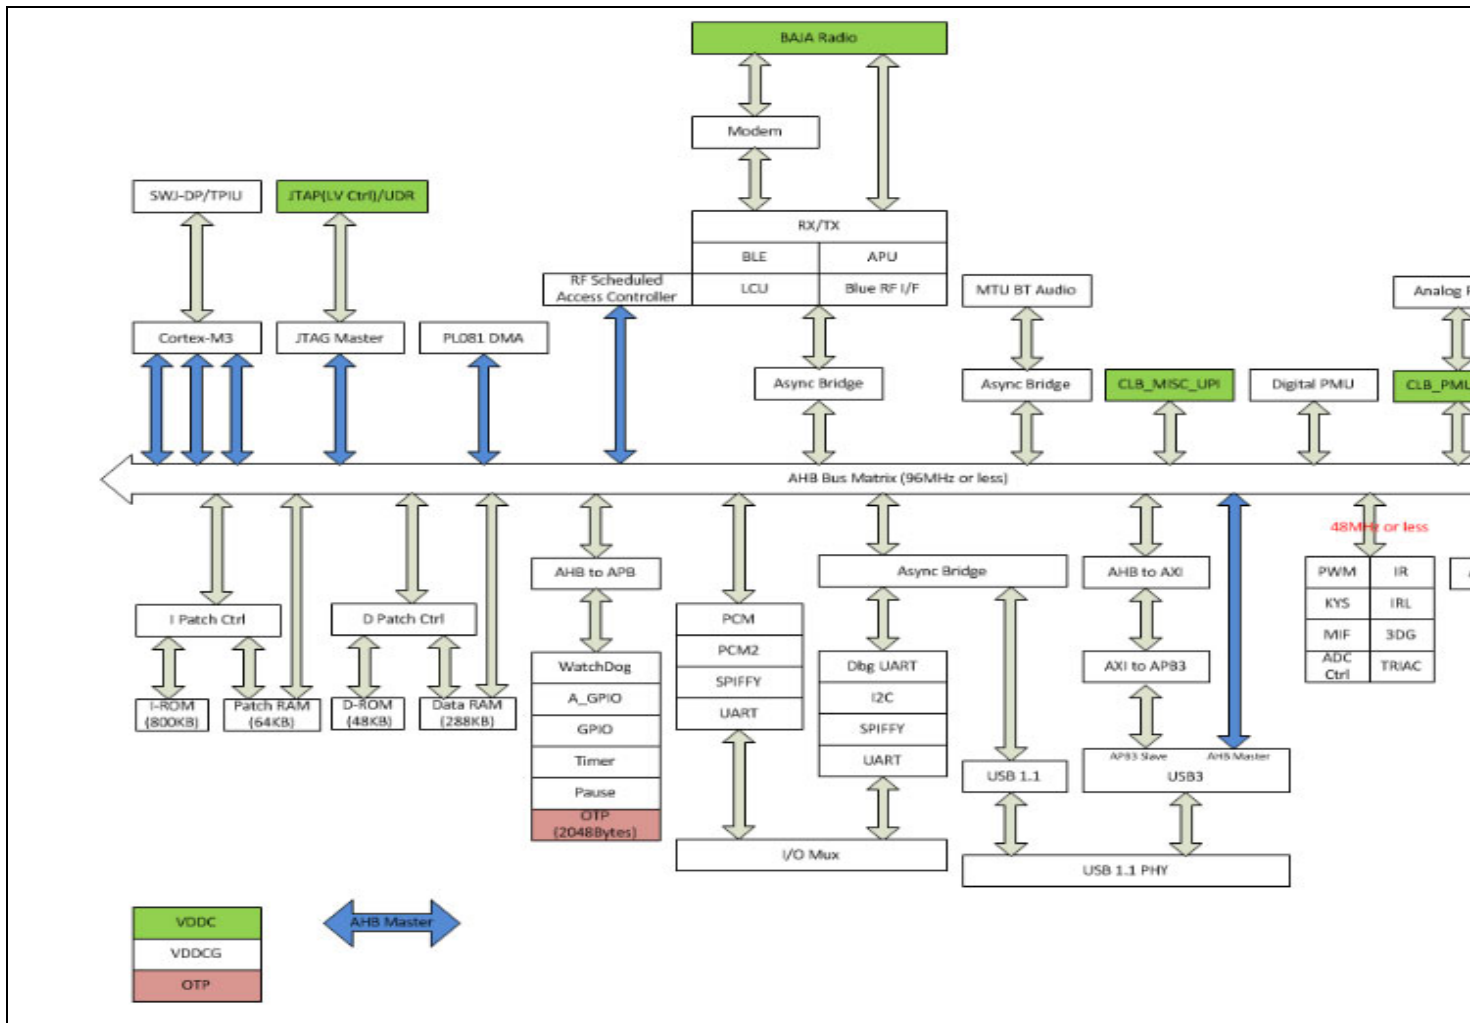 BAJA Radio
Modem
SWJ-DP/TPIU
JTAP(LV Ctrl)/UDR
RX/TX
BLE
APU
RF Scheduled
Access Controller
LCU
Blue RF I/F
MTU BT Audio
Analog
Cortex-M3
JTAG Master
PL081 DMA
Async Bridge
Async Bridge
CLB_MISC_UPI
Digital PMU
CLB_PMU
AHB Bus Matrix (96MHz or less)
48MHz or less
AHB to APB
Async Bridge
AHB to AXI
PWM
IR
I Patch Ctrl
D Patch Ctrl
PCM
KYS
IRL
PCM2
MIF
3DG
WatchDog
Dbg UART
AXI to APB3
ADC
Ctrl
TRIAC
A_GPIO
SPIFFY
I2C
I-ROM
(800KB)
Patch RAM
(64KB)
D-ROM
(48KB)
Data RAM
(288KB)
GPIO
UART
SPIFFY
Timer
UART
APB3 Slave
AHB Master
USB 1.1
USB3
Pause
OTP
(2048Bytes)
I/O Mux
USB 1.1 PHY
VDDC
AHB Master
VDDCG
OTP